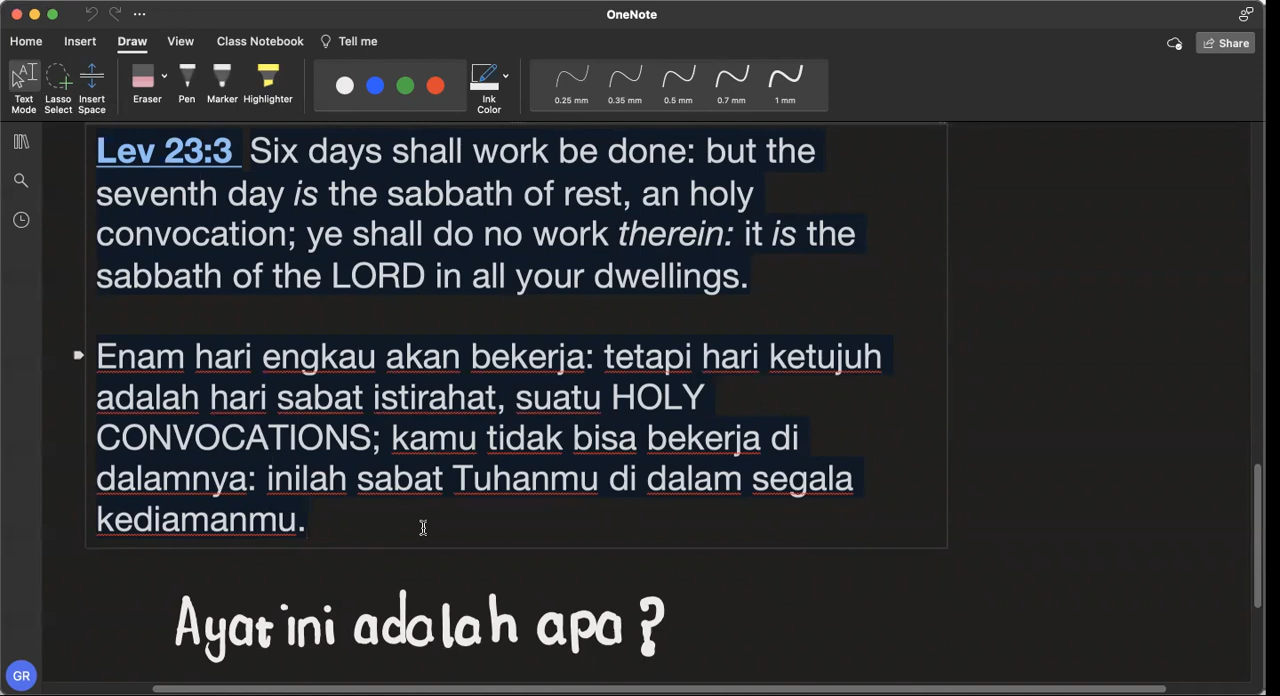 OneNote
Home Insert Draw View Class Notebook Tell me
Share
Text Mode
Lasso Select
Insert Space
Eraser
Pen
Marker
Highlighter
Ink Color
0.25 mm 0.35 mm 0.5 mm 0.7 mm 1 mm
Lev 23:3 Six days shall work be done: but the
seventh day is the sabbath of rest, an holy
convocation; ye shall do no work therein: it is the
sabbath of the LORD in all your dwellings.
Enam hari engkau akan bekerja: tetapi hari ketujuh
adalah hari sabat istirahat, suatu HOLY
CONVOCATIONS; kamu tidak bisa bekerja di
dalamnya: inilah sabat Tuhanmu di dalam segala
kediamanmu.
Ayat ini adalah apa?
GR